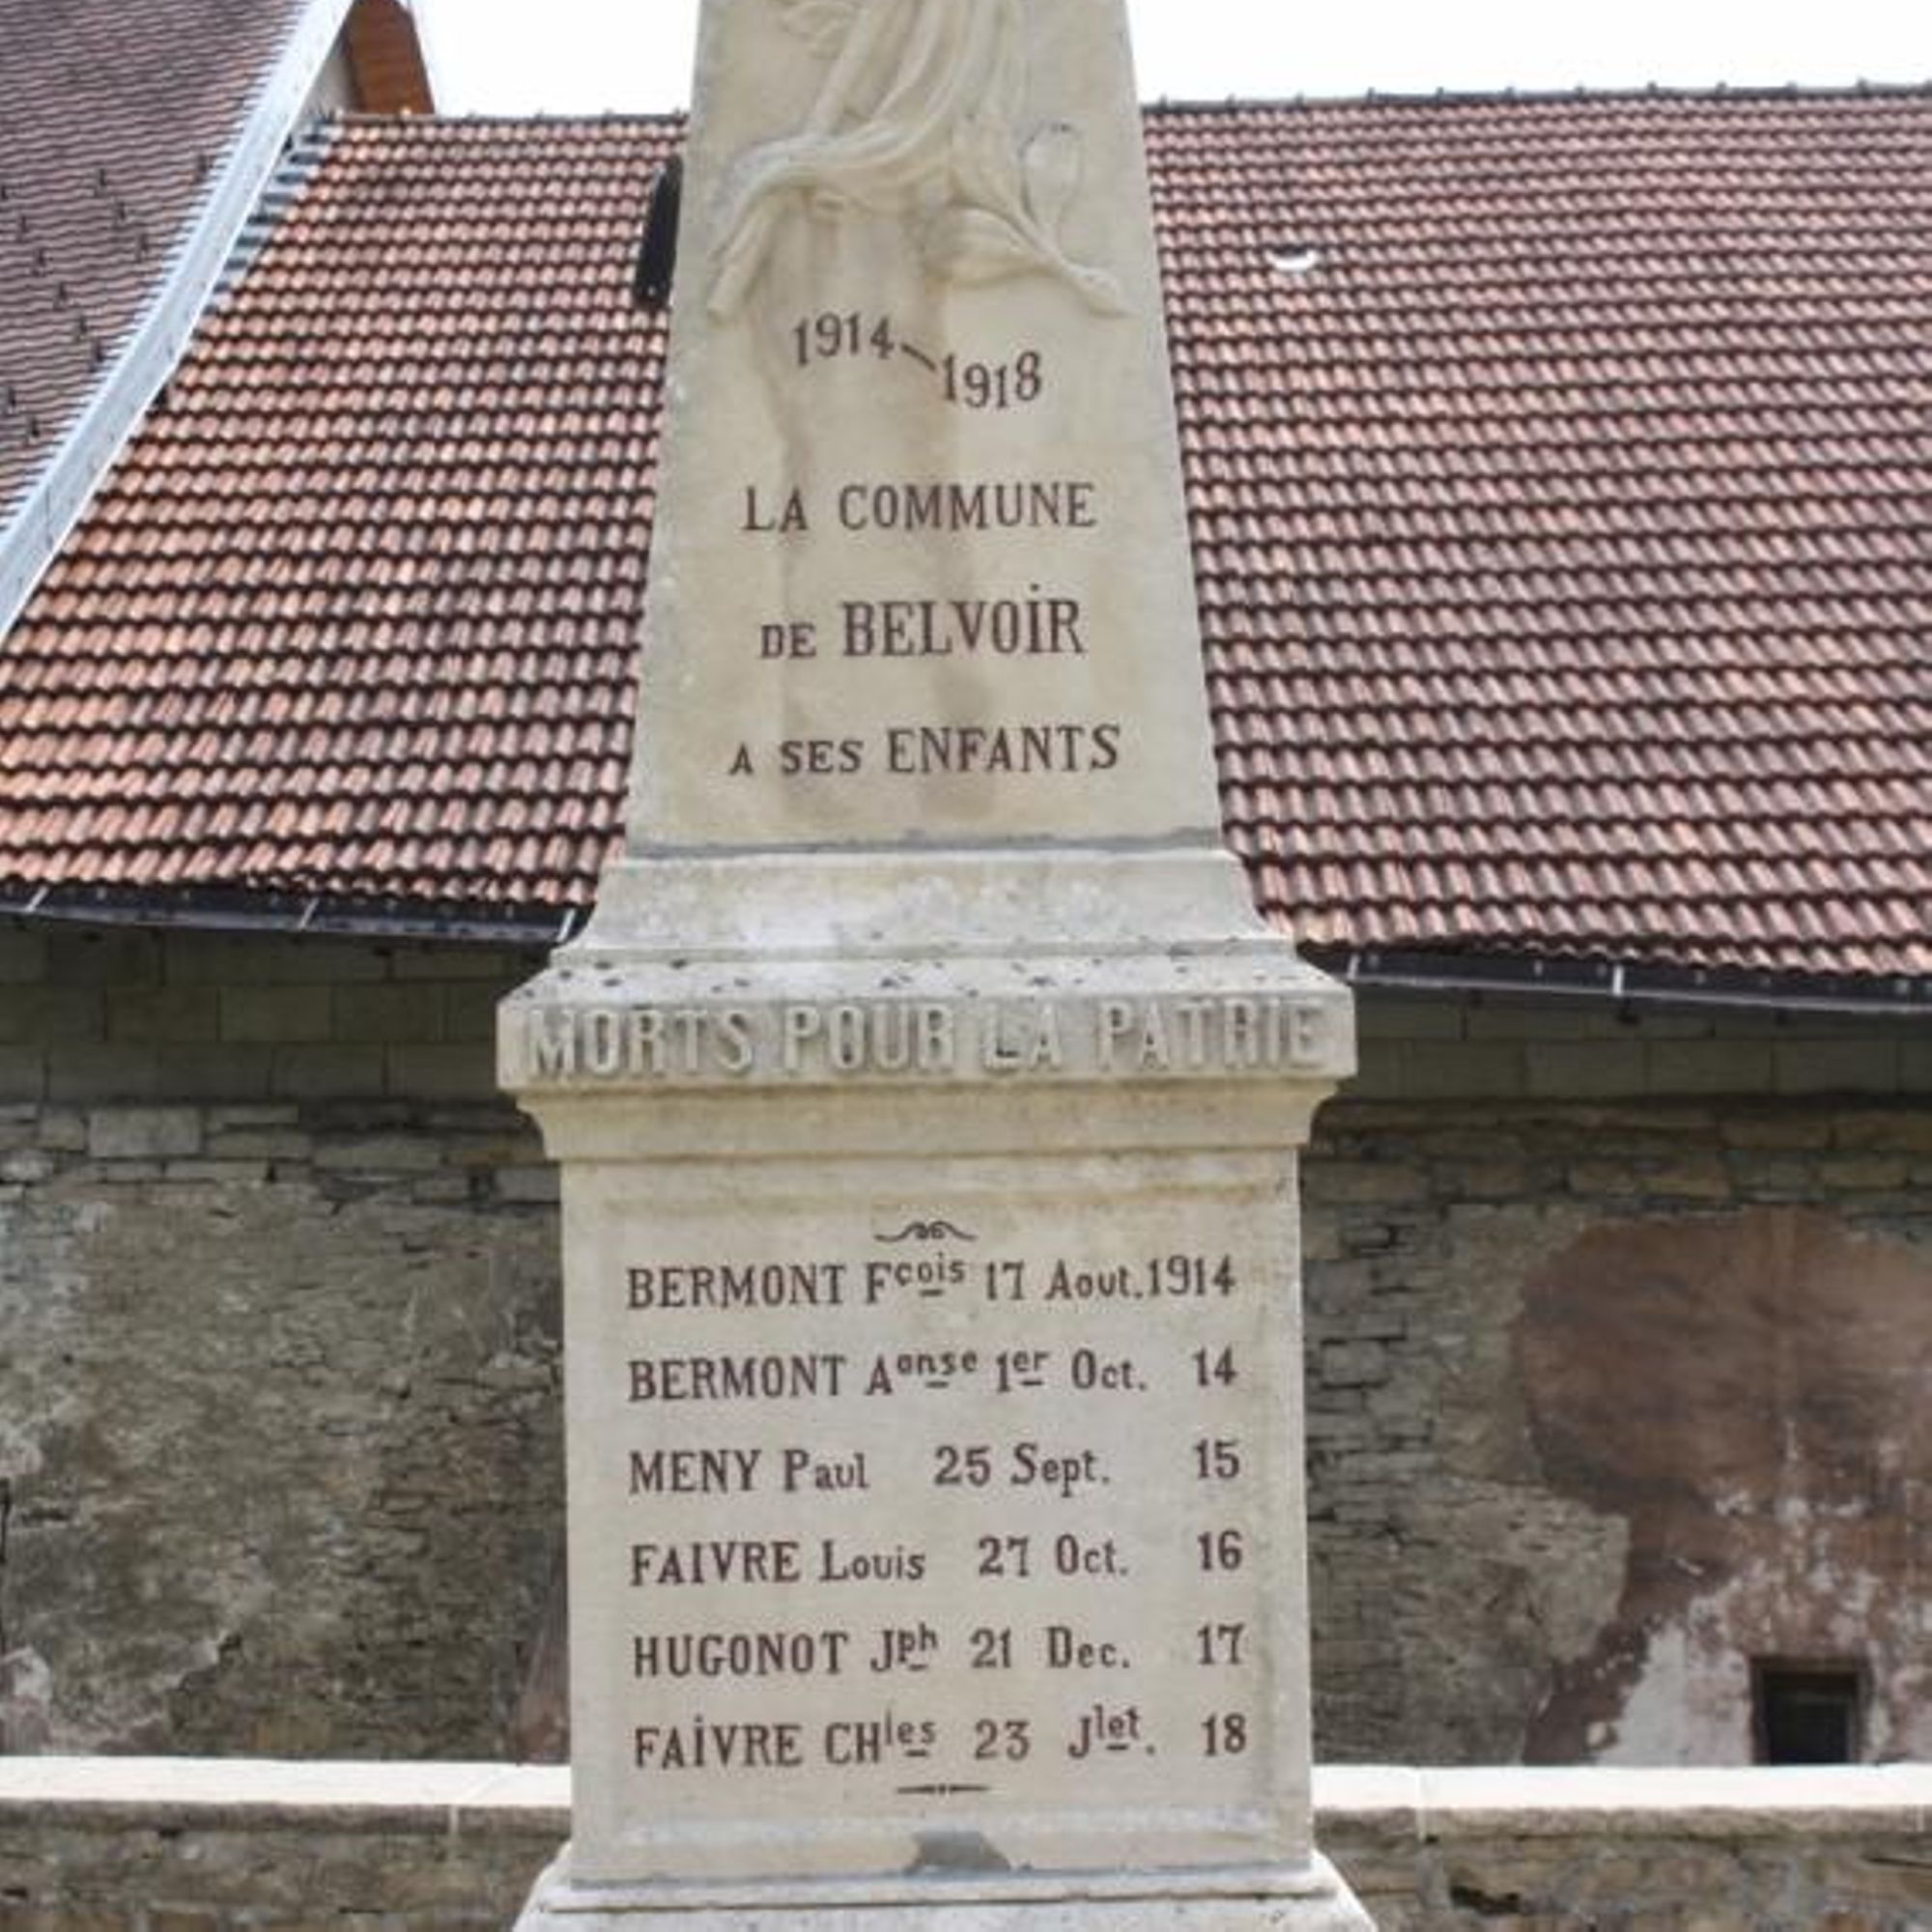 1914-1918
LA COMMUNE
DE BELVOIR
A SES ENFANTS
MORTS POUR LA PATRIE
BERMONT Fçois 17 Aout.1914
BERMONT Aonse 1er Oct. 14
MENY Paul 25 Sept. 15
FAIVRE Louis 27 Oct. 16
HUGONOT Jph 21 Dec. 17
FAIVRE CHles 23 Jlet. 18